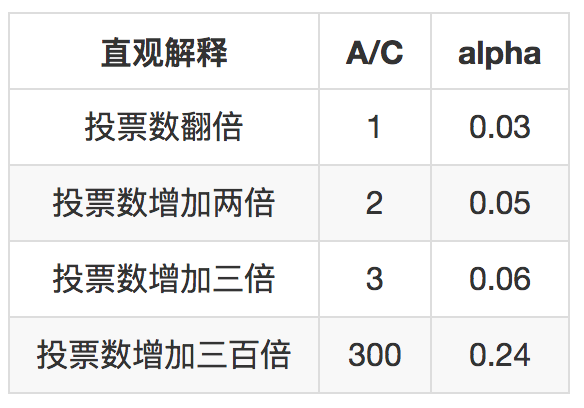 直观解释 A/C alpha
投票数翻倍 1 0.03
投票数增加两倍 2 0.05
投票数增加三倍 3 0.06
投票数增加三百倍 300 0.24